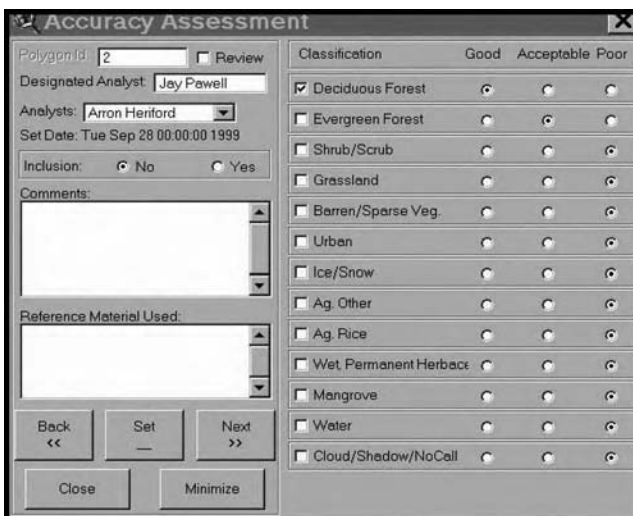 Accuracy Assessment
Polygon Id: 2 Review
Designated Analyst: Jay Pawell
Analysts: Arron Heriford
Set Date: Tue Sep 28 00:00:00 1999
Inclusion: No Yes
Comments:
Reference Material Used:
Back << Set __ Next >>
Close Minimize
Classification Good Acceptable Poor
Deciduous Forest
Evergreen Forest
Shrub/Scrub
Grassland
Barren/Sparse Veg.
Urban
Ice/Snow
Ag. Other
Ag. Rice
Wet, Permanent Herbace
Mangrove
Water
Cloud/Shadow/NoCall